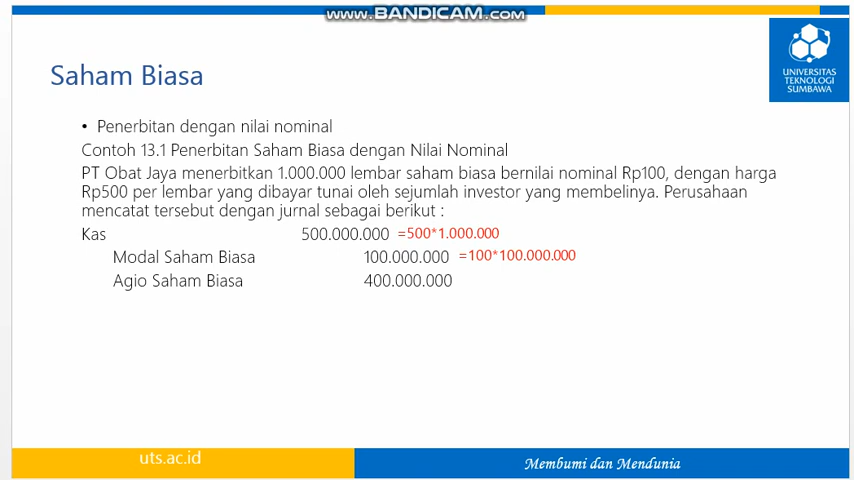 www.BANDICAM.com
UNIVERSITAS
TEKNOLOGI
SUMBAWA
Saham Biasa
• Penerbitan dengan nilai nominal
Contoh 13.1 Penerbitan Saham Biasa dengan Nilai Nominal
PT Obat Jaya menerbitkan 1.000.000 lembar saham biasa bernilai nominal Rp100, dengan harga
Rp500 per lembar yang dibayar tunai oleh sejumlah investor yang membelinya. Perusahaan
mencatat tersebut dengan jurnal sebagai berikut :
Kas 500.000.000 =500*1.000.000
Modal Saham Biasa 100.000.000 =100*100.000.000
Agio Saham Biasa 400.000.000
uts.ac.id
Membumi dan Mendunia